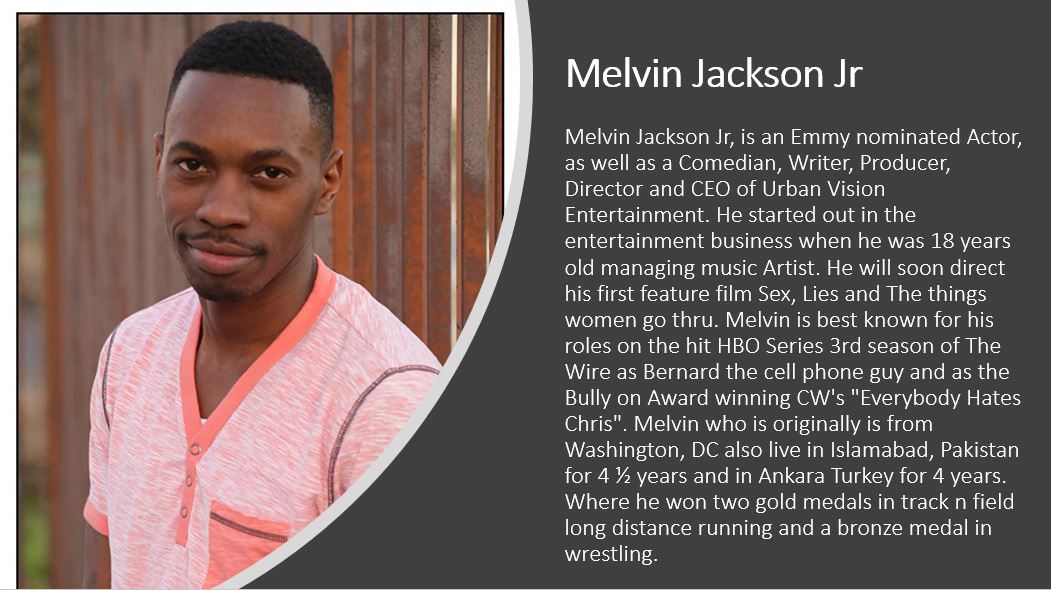 Melvin Jackson Jr
Melvin Jackson Jr, is an Emmy nominated Actor,
as well as a Comedian, Writer, Producer,
Director and CEO of Urban Vision
Entertainment. He started out in the
entertainment business when he was 18 years
old managing music Artist. He will soon direct
his first feature film Sex, Lies and The things
women go thru. Melvin is best known for his
roles on the hit HBO Series 3rd season of The
Wire as Bernard the cell phone guy and as the
Bully on Award winning CW's "Everybody Hates
Chris". Melvin who is originally is from
Washington, DC also live in Islamabad, Pakistan
for 4 ½ years and in Ankara Turkey for 4 years.
Where he won two gold medals in track n field
long distance running and a bronze medal in
wrestling.